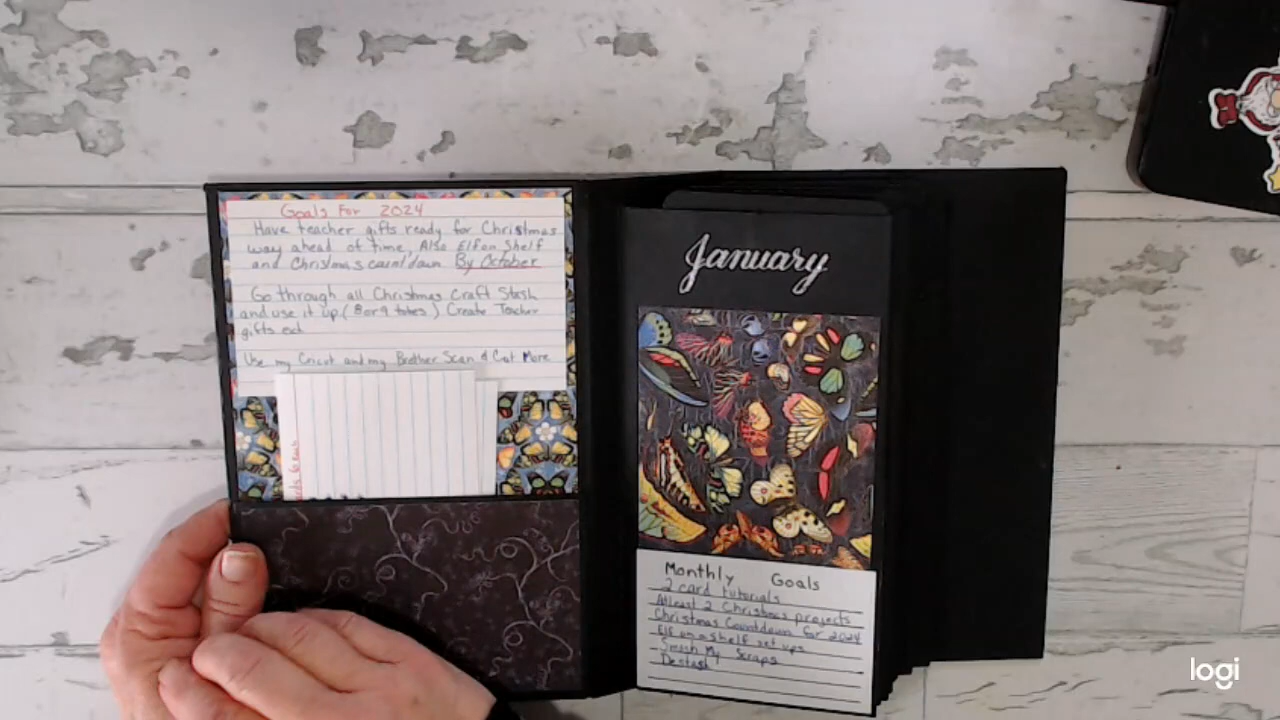 Goals For 2024
Have teacher gifts ready for Christmas
way ahead of time, Also Elf on Shelf
and Christmas countdown By October
Go through all Christmas Craft Stash
and use it up (8 or 9 totes) Create Teacher
gifts ect
Use my Cricut and my Brother Scan & Cut More
January
Monthly Goals
2 card tutorials
Atleast 2 Christmas projects
Christmas Countdown for 2024
Elf on a shelf set ups
Smash My Scraps
Destash
logi